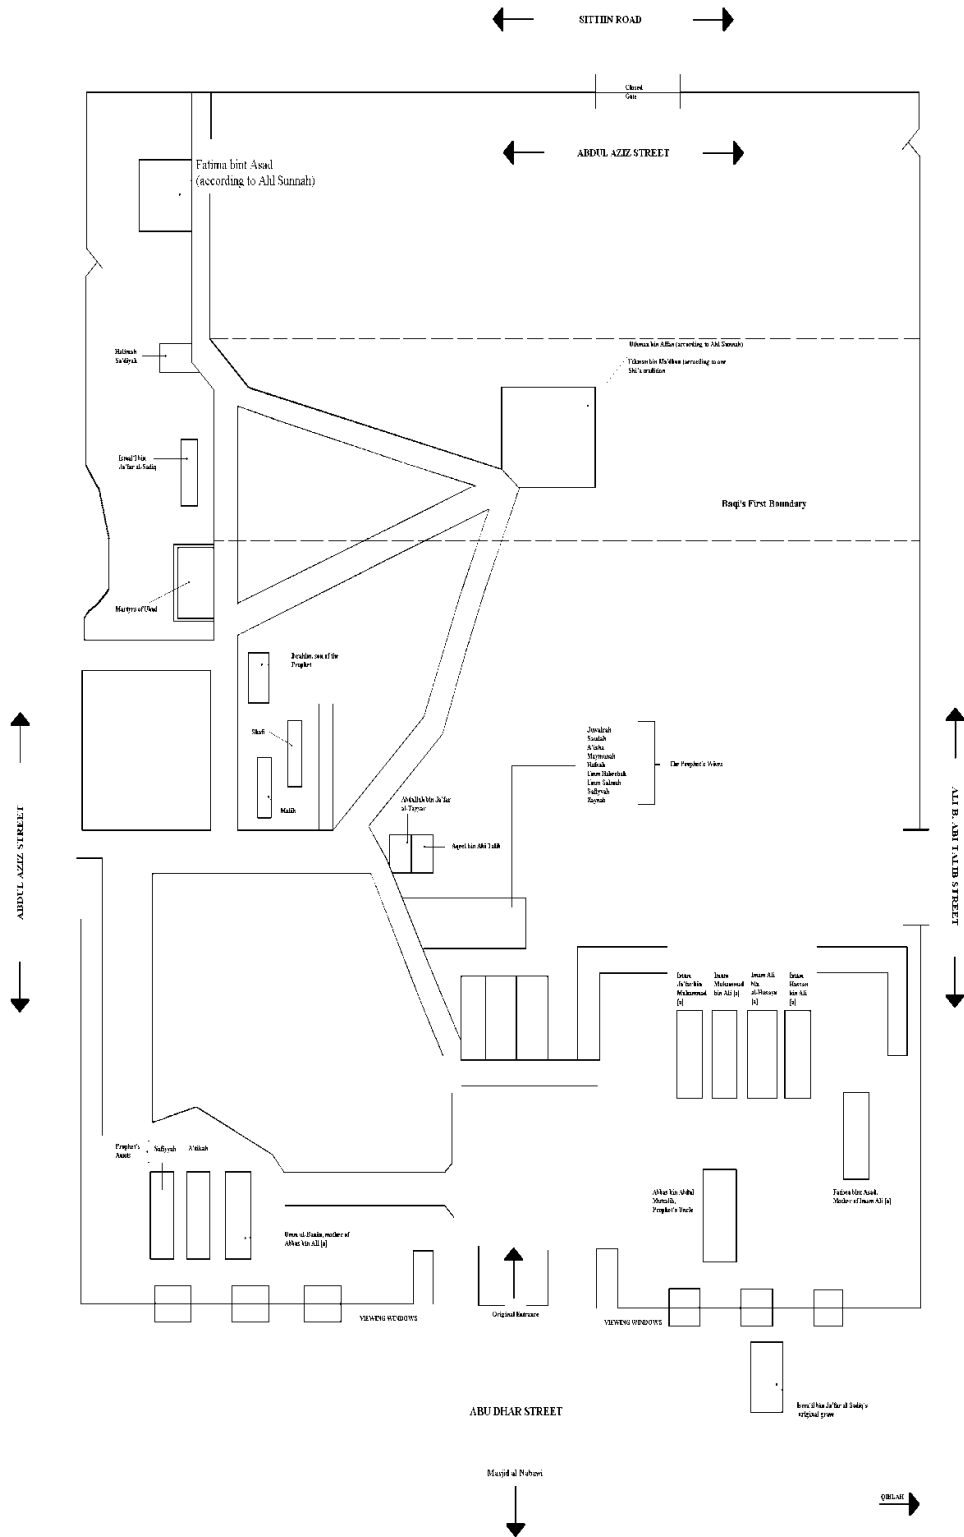 SITTIIN ROAD
Closed
Gate
ABDUL AZIZ STREET
Fatima bint Asad
(according to Ahl Sunnah)
Uthman bin Affan (according to Ahl Sunnah)
Uthman bin Ma'dhun (according to our
Shi'a tradition
Halimah
Sa'diyah
Isma'il bin
Ja'far al-Sadiq
Baqi's First Boundary
Martyrs of Uhud
Ibrahim, son of the
Prophet
Shafi
Malik
Juwairah
Saudah
A'isha
Maymunah
Hafsah
Umm Habeebah
Umm Salmah
Safiyyah
Zaynab
The Prophet's Wives
Abdullah bin Ja'far
al-Tayyar
Aqeel bin Abi Talib
ABDUL AZIZ STREET
ALI B. ABI TALIB STREET
Imam
Ja'far bin
Muhammad
[a]
Imam
Muhammad
bin Ali [a]
Imam Ali
bin
al-Husayn
[a]
Imam
Hassan
bin Ali
[a]
Prophet's
Aunts
Safiyyah
A'tikah
Umm ul-Banin, mother of
Abbas bin Ali [a]
Abbas bin Abdul
Muttalib,
Prophet's Uncle
Fatima bint Asad,
Mother of Imam Ali [a]
VIEWING WINDOWS
Original Entrance
VIEWING WINDOWS
Isma'il bin Ja'far al-Sadiq's
original grave
ABU DHAR STREET
Masjid al Nabawi
QIBLAH